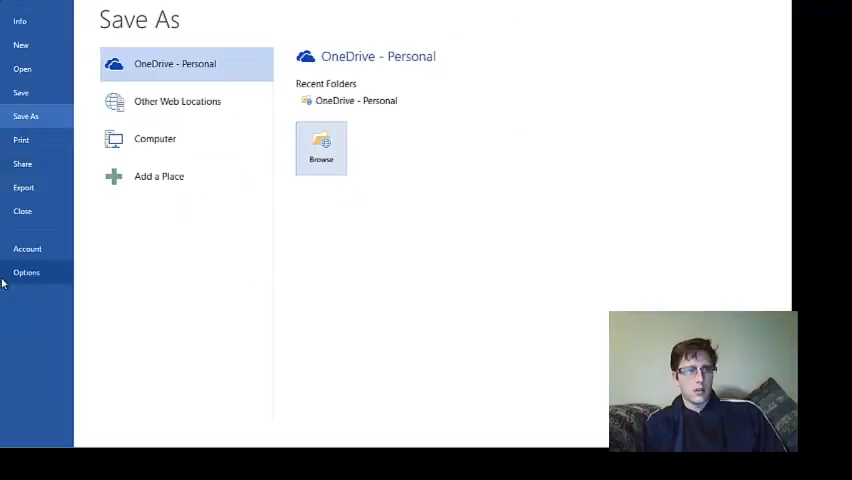 Save As
Info
New
Open
Save
Save As
Print
Share
Export
Close
Account
Options
OneDrive - Personal
Other Web Locations
Computer
Add a Place
OneDrive - Personal
Recent Folders
OneDrive - Personal
Browse